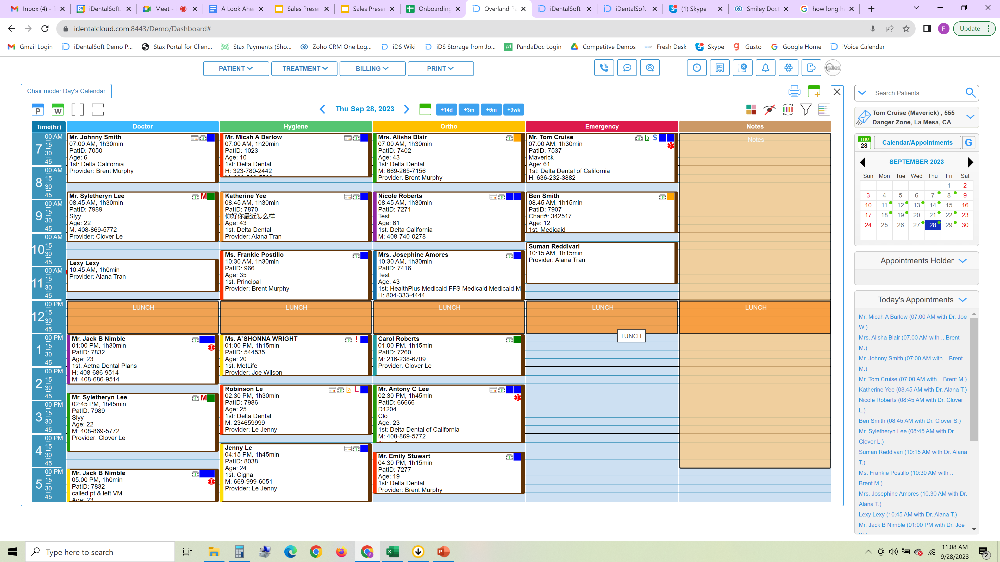 Inbox (4) - f
iDentalSoft,
Meet -
A Look Ahe
Sales Prese
Sales Prese
Onboarding
Overland Pa
iDentalSoft
iDentalSoft
(1) Skype
Smiley Doct
how long h
identalcloud.com:8443/Demo/Dashboard#
F
Update
Gmail Login
iDentalSoft Demo P...
Stax Portal for Clien...
Stax Payments (Sho...
Zoho CRM One Log...
iDS Wiki
iDS Storage from Jo...
PandaDoc Login
Competitve Demos
Fresh Desk
Skype
Gusto
Google Home
iVoice Calendar
PATIENT
TREATMENT
BILLING
PRINT
sales
Chair mode: Day's Calendar
P
W
Thu Sep 28, 2023
+14d
+3m
+6m
+3wk
Time(hr)
Doctor
Hygiene
Ortho
Emergency
Notes
7
00 AM
15
30
45
8
00 AM
15
30
45
9
00 AM
15
30
45
10
00 AM
15
30
45
11
00 AM
15
30
45
12
00 PM
15
30
45
1
00 PM
15
30
45
2
00 PM
15
30
45
3
00 PM
15
30
45
4
00 PM
15
30
45
5
00 PM
15
30
45
Mr. Johnny Smith
07:00 AM, 1h30min
PatID: 7050
Age: 6
1st: Delta California
Provider: Brent Murphy
Mr. Syletheryn Lee
M
08:45 AM, 1h30min
PatID: 7989
Slyy
Age: 22
M: 408-869-5772
Provider: Clover Le
Lexy Lexy
10:45 AM, 1h0min
Provider: Alana Tran
LUNCH
Mr. Jack B Nimble
01:00 PM, 1h30min
PatID: 7832
Age: 23
1st: Aetna Dental Plans
H: 408-686-9514
M: 408-686-9514
Mr. Syletheryn Lee
M
02:45 PM, 1h45min
PatID: 7989
Slyy
Age: 22
M: 408-869-5772
Provider: Clover Le
Mr. Jack B Nimble
05:00 PM, 1h0min
PatID: 7832
called pt & left VM
Age: 23
Mr. Micah A Barlow
07:00 AM, 1h20min
PatID: 1023
Age: 10
1st: Delta Dental
H: 323-780-2442
Katherine Yee
08:45 AM, 1h30min
PatID: 7870
你好你最近怎么样
Age: 43
1st: Delta Dental
Provider: Alana Tran
Ms. Frankie Postillo
10:30 AM, 1h30min
PatID: 966
Age: 35
1st: Principal
Provider: Brent Murphy
LUNCH
Ms. A`SHONNA WRIGHT
!
01:00 PM, 1h15min
PatID: 544535
Age: 20
1st: MetLife
Provider: Joe Wilson
Robinson Le
la
L
02:30 PM, 1h30min
PatID: 7986
Age: 25
1st: Delta Dental
M: 234659999
Provider: Le Jenny
Jenny Le
04:15 PM, 1h45min
PatID: 8038
Age: 24
1st: Cigna
M: 669-999-6051
Provider: Le Jenny
Mrs. Alisha Blair
07:00 AM, 1h30min
PatID: 7402
Age: 43
1st: Delta Dental
M: 669-265-7156
Provider: Brent Murphy
Nicole Roberts
08:45 AM, 1h30min
PatID: 7271
Test
Age: 61
1st: Delta California
M: 408-740-0278
Mrs. Josephine Amores
10:30 AM, 1h30min
PatID: 7416
Test
Age: 43
1st: HealthPlus Medicaid FFS Medicaid Medicaid M
H: 804-333-4444
LUNCH
Carol Roberts
01:00 PM, 1h15min
PatID: 7260
M: 216-238-6709
Provider: Clover Le
Mr. Antony C Lee
02:30 PM, 1h45min
PatID: 66666
D1204
Clo
Age: 23
1st: Delta Dental of California
M: 408-869-5772
Mr. Emily Stuwart
04:30 PM, 1h15min
PatID: 7277
Age: 19
1st: Delta Dental
Provider: Brent Murphy
Mr. Tom Cruise
La
$
07:00 AM, 1h30min
PatID: 7537
Maverick
Age: 61
1st: Delta Dental of California
H: 636-232-3882
Ben Smith
08:45 AM, 1h15min
PatID: 7907
Chart#: 342517
Age: 12
1st: Medicaid
Suman Reddivari
10:15 AM, 1h15min
Provider: Alana Tran
LUNCH
LUNCH
Notes
LUNCH
Search Patients...
Tom Cruise (Maverick) , 555
Danger Zone, La Mesa, CA
THU
28
Calendar/Appointments
G
SEPTEMBER 2023
Sun Mon Tue Wed Thu Fri Sat
1 2
3 4 5 6 7 8 9
10 11 12 13 14 15 16
17 18 19 20 21 22 23
24 25 26 27 28 29 30
Appointments Holder
Today's Appointments
Mr. Micah A Barlow (07:00 AM with Dr. Joe
W.)
Mrs. Alisha Blair (07:00 AM with .. Brent
M.)
Mr. Johnny Smith (07:00 AM with .. Brent
M.)
Mr. Tom Cruise (07:00 AM with .. Brent M.)
Katherine Yee (08:45 AM with Dr. Alana T.)
Nicole Roberts (08:45 AM with Dr. Clover
L.)
Ben Smith (08:45 AM with Dr. Clover S.)
Mr. Syletheryn Lee (08:45 AM with Dr.
Clover L.)
Suman Reddivari (10:15 AM with Dr. Alana
T.)
Ms. Frankie Postillo (10:30 AM with ..
Brent M.)
Mrs. Josephine Amores (10:30 AM with Dr.
Alana T.)
Lexy Lexy (10:45 AM with Dr. Alana T.)
Mr. Jack B Nimble (01:00 PM with Dr. Joe
Type here to search
11:08 AM
9/28/2023
2